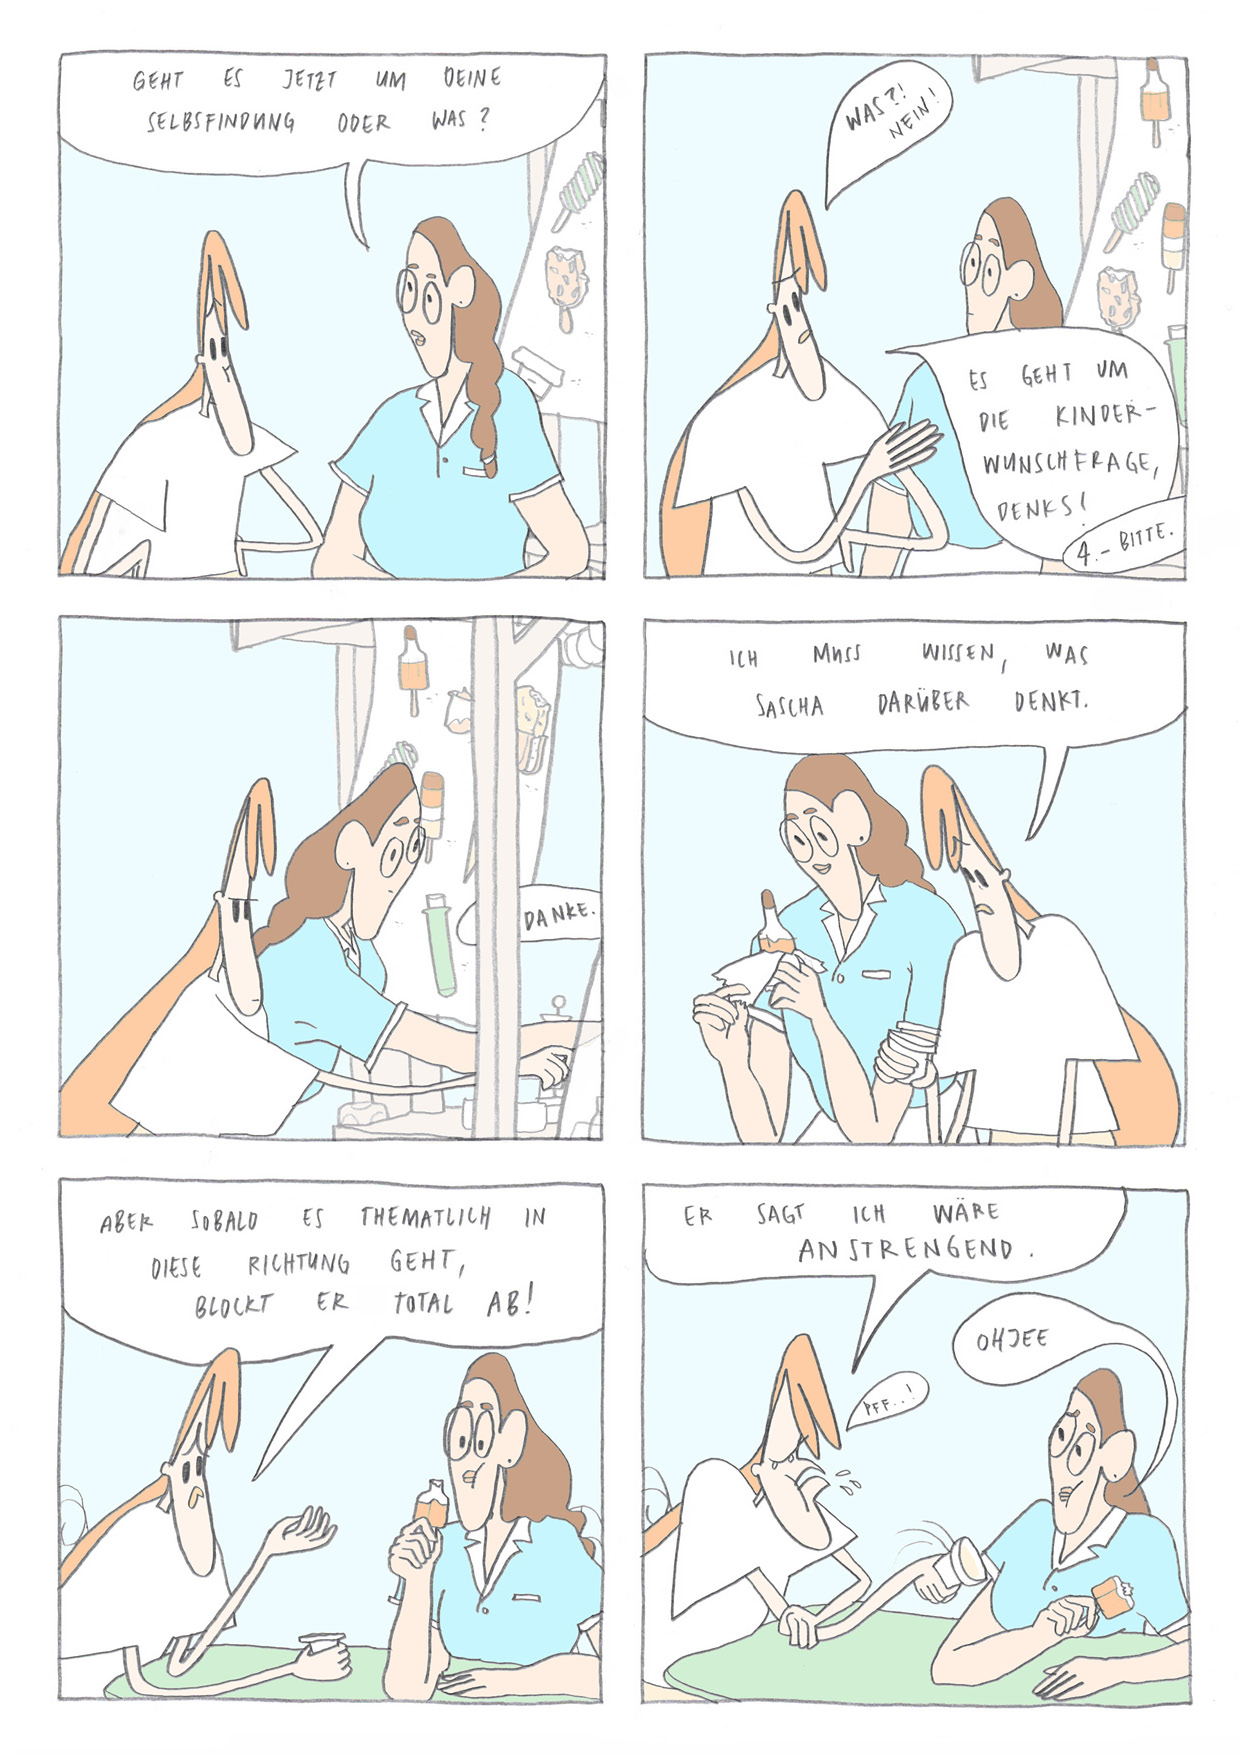 GEHT ES JETZT UM DEINE
SELBSFINDUNG ODER WAS?
WAS?!
NEIN!
ES GEHT UM
DIE KINDER-
WUNSCHFRAGE,
DENKS!
4.- BITTE.
DANKE.
ICH MUSS WISSEN, WAS
SASCHA DARÜBER DENKT.
ABER SOBALD ES THEMATLICH IN
DIESE RICHTUNG GEHT,
BLOCKT ER TOTAL AB!
ER SAGT ICH WÄRE
ANSTRENGEND.
PFF...!
OHJEE